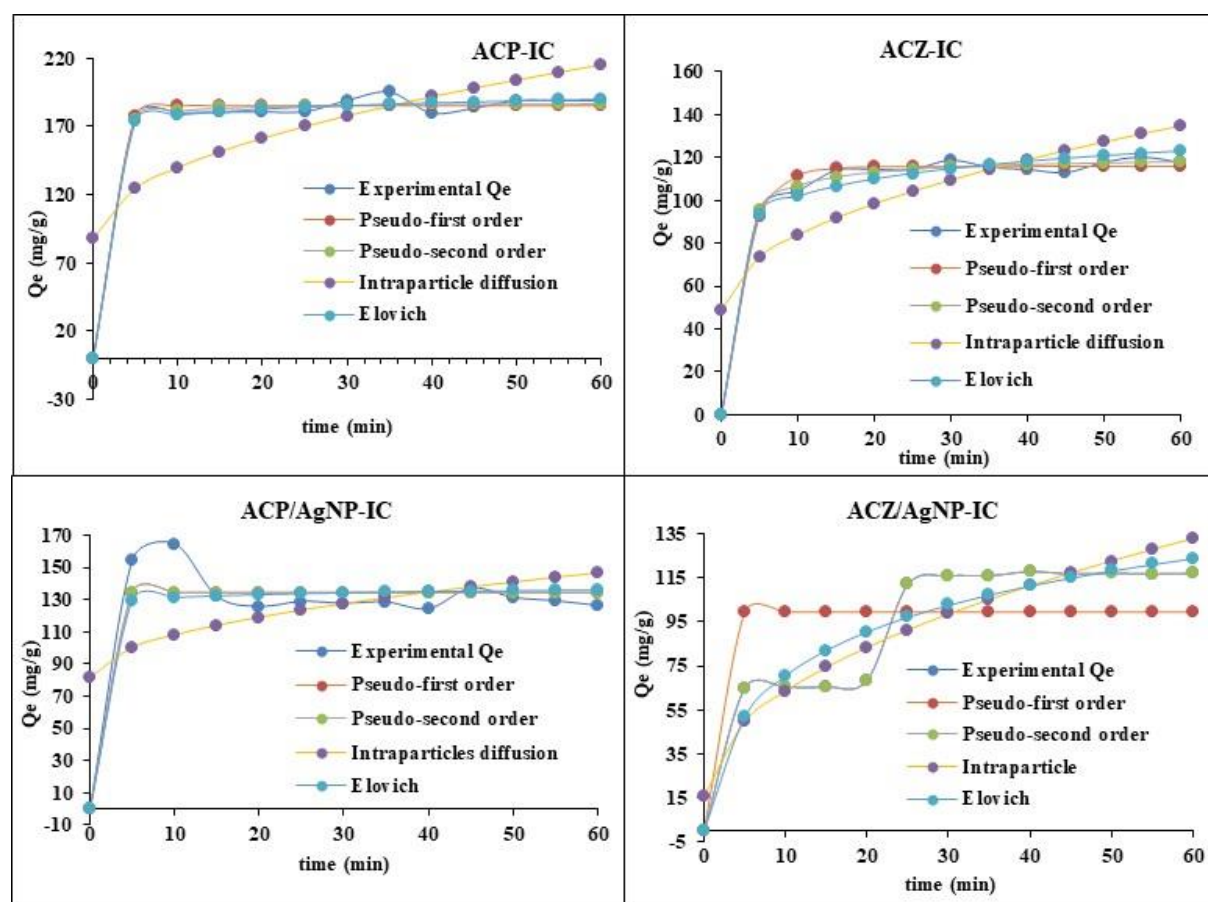 ACP-IC
220
170
120
70
20
-30
Qe (mg/g)
0 10 20 30 40 50 60
time (min)
Experimental Qe
Pseudo-first order
Pseudo-second order
Intraparticle diffusion
Elovich
ACZ-IC
160
140
120
100
80
60
40
20
0
Qe (mg/g)
0 10 20 30 40 50 60
time (min)
Experimental Qe
Pseudo-first order
Pseudo-second order
Intraparticle diffusion
Elovich
ACP/AgNP-IC
170
150
130
110
90
70
50
30
10
-10
Qe (mg/g)
0 10 20 30 40 50 60
time (min)
Experimental Qe
Pseudo-first order
Pseudo-second order
Intraparticles diffusion
Elovich
ACZ/AgNP-IC
135
115
95
75
55
35
15
-5
Qe (mg/g)
0 10 20 30 40 50 60
time (min)
Experimental Qe
Pseudo-first order
Pseudo-second order
Intraparticle
Elovich